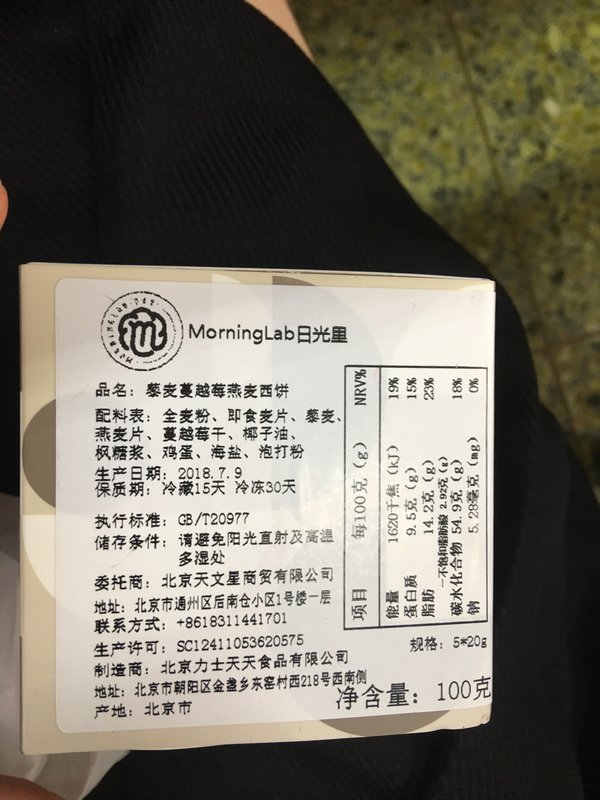 MorningLab日光里
品名：藜麦蔓越莓燕麦西饼
配料表：全麦粉、即食麦片、藜麦、
燕麦片、蔓越莓干、椰子油、
枫糖浆、鸡蛋、海盐、泡打粉
生产日期：2018.7.9
保质期：冷藏15天 冷冻30天
执行标准：GB/T20977
储存条件：请避免阳光直射及高温
多湿处
委托商：北京天文星商贸有限公司
地址：北京市通州区后南仓小区1号楼一层
联系方式：+8618311441701
生产许可：SC12411053620575
制造商：北京力士天天食品有限公司
地址：北京市朝阳区金盏乡东窑村西218号西南侧
产地：北京市
项目 每100克（g） NRV%
能量 1620千焦（kJ） 19%
蛋白质 9.5克（g） 15%
脂肪 14.2克（g） 23%
—不饱和脂肪酸 2.92克（g）
碳水化合物 54.9克（g） 18%
钠 5.28毫克（mg） 0%
规格：5*20g
净含量：100克